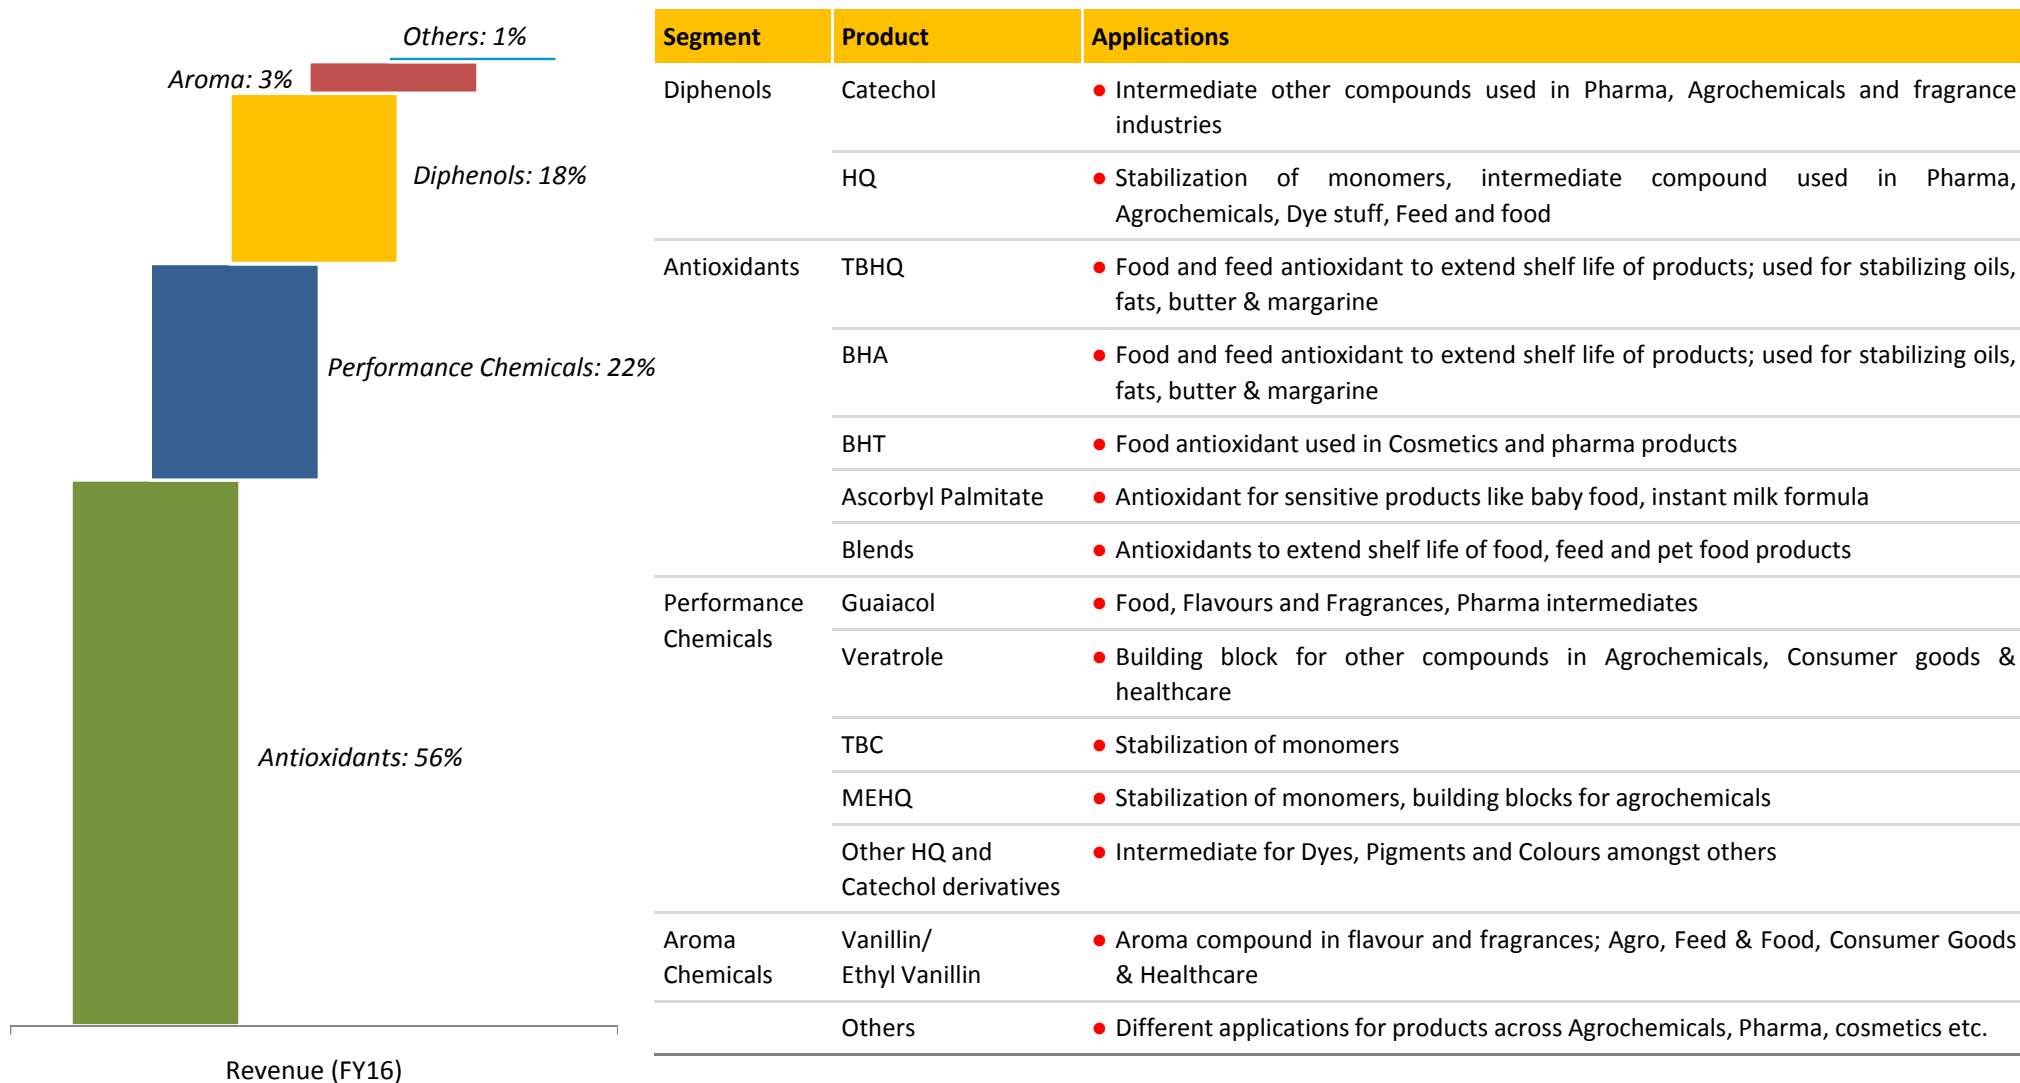 Others: 1%
Aroma: 3%
Diphenols: 18%
Performance Chemicals: 22%
Antioxidants: 56%
Revenue (FY16)
Segment Product Applications
Diphenols Catechol ● Intermediate other compounds used in Pharma, Agrochemicals and fragrance
industries
HQ ● Stabilization of monomers, intermediate compound used in Pharma,
Agrochemicals, Dye stuff, Feed and food
Antioxidants TBHQ ● Food and feed antioxidant to extend shelf life of products; used for stabilizing oils,
fats, butter & margarine
BHA ● Food and feed antioxidant to extend shelf life of products; used for stabilizing oils,
fats, butter & margarine
BHT ● Food antioxidant used in Cosmetics and pharma products
Ascorbyl Palmitate ● Antioxidant for sensitive products like baby food, instant milk formula
Blends ● Antioxidants to extend shelf life of food, feed and pet food products
Performance Guaiacol ● Food, Flavours and Fragrances, Pharma intermediates
Chemicals
Veratrole ● Building block for other compounds in Agrochemicals, Consumer goods &
healthcare
TBC ● Stabilization of monomers
MEHQ ● Stabilization of monomers, building blocks for agrochemicals
Other HQ and ● Intermediate for Dyes, Pigments and Colours amongst others
Catechol derivatives
Aroma Vanillin/ ● Aroma compound in flavour and fragrances; Agro, Feed & Food, Consumer Goods
Chemicals Ethyl Vanillin & Healthcare
Others ● Different applications for products across Agrochemicals, Pharma, cosmetics etc.